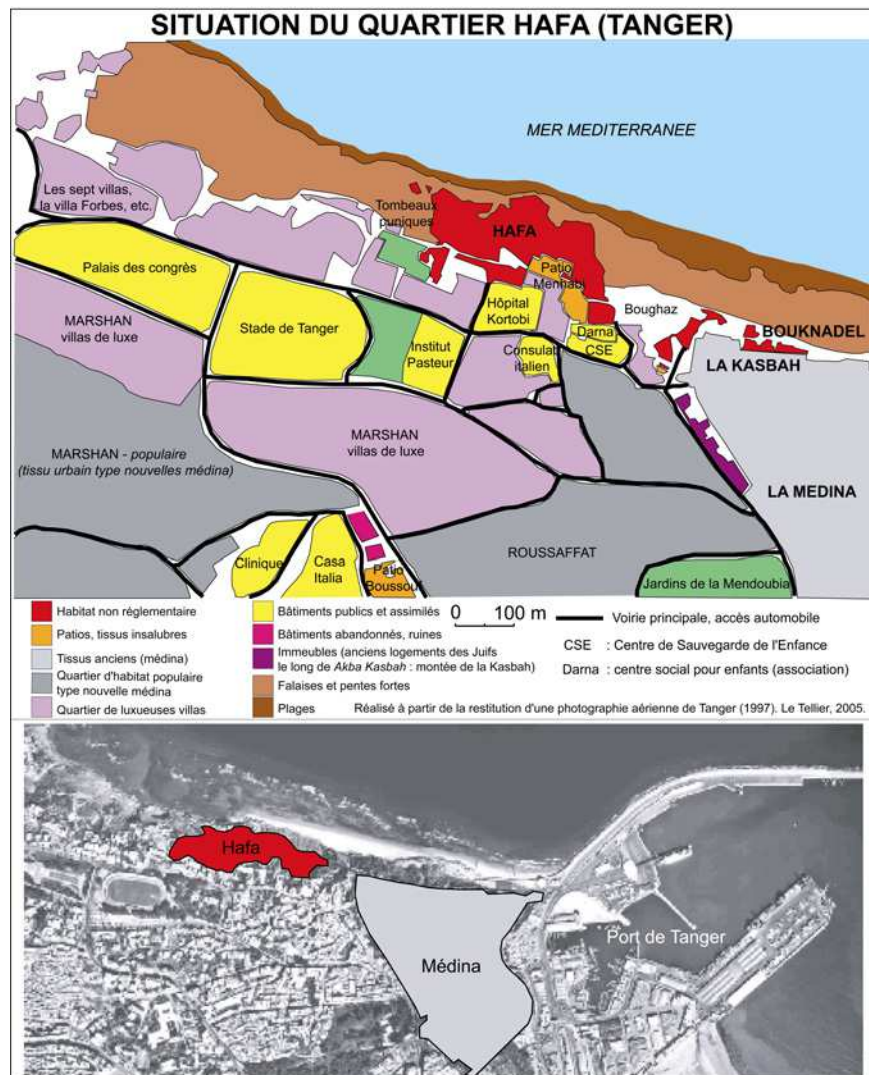 SITUATION DU QUARTIER HAFA (TANGER)
MER MEDITERRANEE
Les sept villas,
la villa Forbes, etc.
Tombeaux
puniques
HAFA
Palais des congrès
Patio
Menhabi
Hôpital
Kortobi
Boughaz
MARSHAN
villas de luxe
Stade de Tanger
Institut
Pasteur
Darna
CSE
BOUKNADEL
Consulat
italien
LA KASBAH
MARSHAN - populaire
(tissu urbain type nouvelles médina)
MARSHAN
villas de luxe
LA MEDINA
ROUSSAFFAT
Clinique
Casa
Italia
Patio
Boussouf
Jardins de la Mendoubia
Habitat non réglementaire
Patios, tissus insalubres
Tissus anciens (médina)
Quartier d'habitat populaire
type nouvelle médina
Quartier de luxueuses villas
Bâtiments publics et assimilés
Bâtiments abandonnés, ruines
Immeubles (anciens logements des Juifs
le long de Akba Kasbah : montée de la Kasbah)
Falaises et pentes fortes
Plages
0 100 m
Voirie principale, accès automobile
CSE : Centre de Sauvegarde de l'Enfance
Darna : centre social pour enfants (association)
Réalisé à partir de la restitution d'une photographie aérienne de Tanger (1997). Le Tellier, 2005.
Hafa
Médina
Port de Tanger